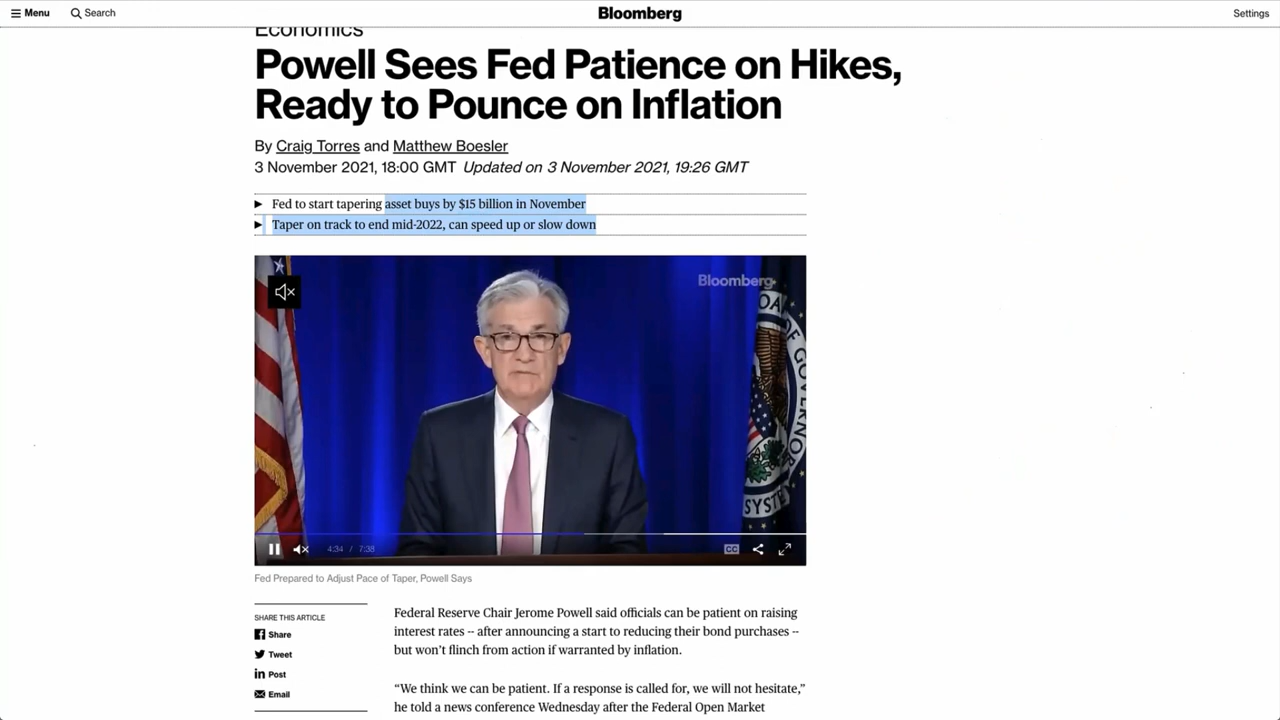 Menu
Search
Bloomberg
Settings
Economics
Powell Sees Fed Patience on Hikes,
Ready to Pounce on Inflation
By Craig Torres and Matthew Boesler
3 November 2021, 18:00 GMT Updated on 3 November 2021, 19:26 GMT
Fed to start tapering asset buys by $15 billion in November
Taper on track to end mid-2022, can speed up or slow down
Bloomberg
OF GOVERNOR
SYSTE
4:34 / 7:38
CC
Fed Prepared to Adjust Pace of Taper, Powell Says
SHARE THIS ARTICLE
Share
Tweet
Post
Email
Federal Reserve Chair Jerome Powell said officials can be patient on raising
interest rates -- after announcing a start to reducing their bond purchases --
but won’t flinch from action if warranted by inflation.
“We think we can be patient. If a response is called for, we will not hesitate,”
he told a news conference Wednesday after the Federal Open Market